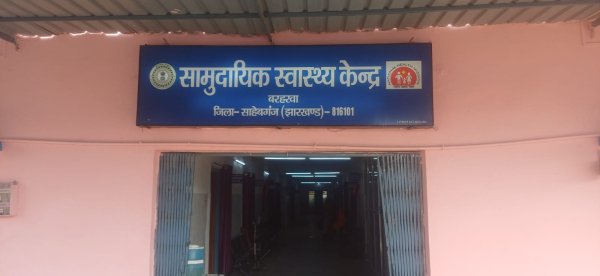 सामुदायिक स्वास्थ्य केन्द्र
बरहरवा
जिला- साहेबगंज (झारखण्ड)- 816101